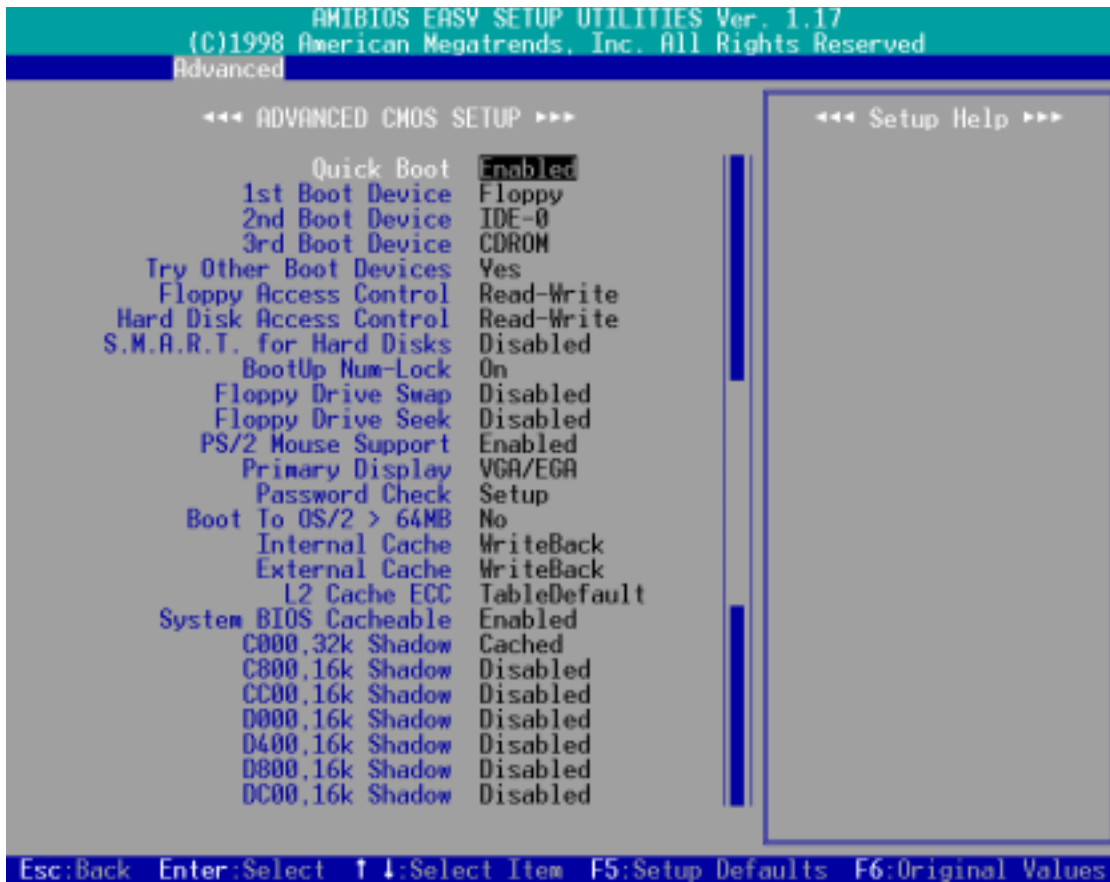 AMIBIOS EASY SETUP UTILITIES Ver. 1.17
(C)1998 American Megatrends, Inc. All Rights Reserved
Advanced
◄◄◄ ADVANCED CMOS SETUP ►►►
◄◄◄ Setup Help ►►►
Quick Boot Enabled
1st Boot Device Floppy
2nd Boot Device IDE-0
3rd Boot Device CDROM
Try Other Boot Devices Yes
Floppy Access Control Read-Write
Hard Disk Access Control Read-Write
S.M.A.R.T. for Hard Disks Disabled
BootUp Num-Lock On
Floppy Drive Swap Disabled
Floppy Drive Seek Disabled
PS/2 Mouse Support Enabled
Primary Display VGA/EGA
Password Check Setup
Boot To OS/2 > 64MB No
Internal Cache WriteBack
External Cache WriteBack
L2 Cache ECC TableDefault
System BIOS Cacheable Enabled
C000,32k Shadow Cached
C800,16k Shadow Disabled
CC00,16k Shadow Disabled
D000,16k Shadow Disabled
D400,16k Shadow Disabled
D800,16k Shadow Disabled
DC00,16k Shadow Disabled
Esc:Back Enter:Select ↑ ↓:Select Item F5:Setup Defaults F6:Original Values